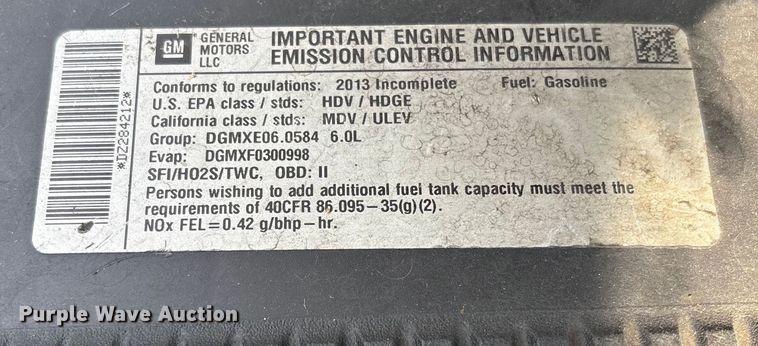 *DZ284212*
GM
GENERAL MOTORS LLC
IMPORTANT ENGINE AND VEHICLE
EMISSION CONTROL INFORMATION
Conforms to regulations: 2013 Incomplete Fuel: Gasoline
U.S. EPA class / stds: HDV / HDGE
California class / stds: MDV / ULEV
Group: DGMXE06.0584 6.0L
Evap: DGMXF0300998
SFI/HO2S/TWC, OBD: II
Persons wishing to add additional fuel tank capacity must meet the
requirements of 40CFR 86.095-35(g)(2).
NOx FEL=0.42 g/bhp-hr.
Purple Wave Auction